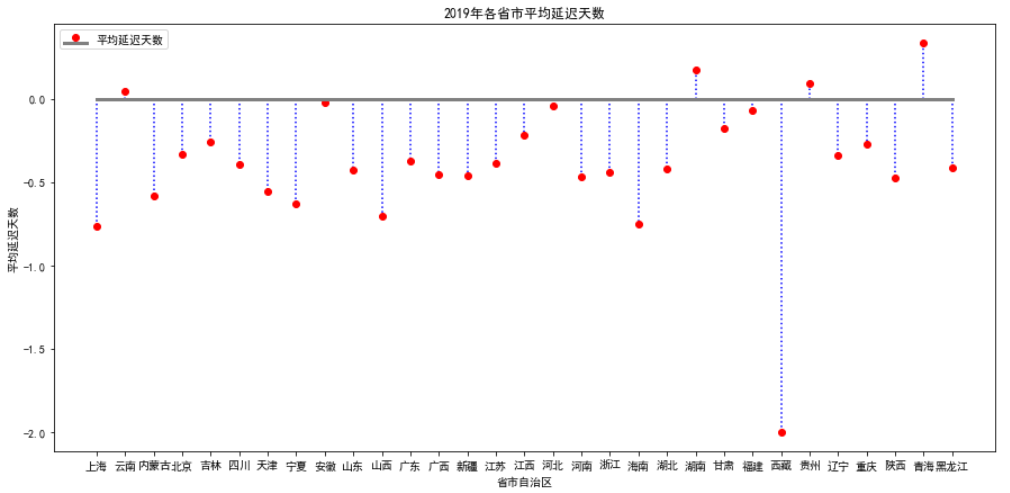 2019年各省市平均延迟天数
平均延迟天数
0.0
-0.5
-1.0
-1.5
-2.0
平均延迟天数
上海 云南 内蒙古 北京 吉林 四川 天津 宁夏 安徽 山东 山西 广东 广西 新疆 江苏 江西 河北 河南 浙江 海南 湖北 湖南 甘肃 福建 西藏 贵州 辽宁 重庆 陕西 青海 黑龙江
省市自治区